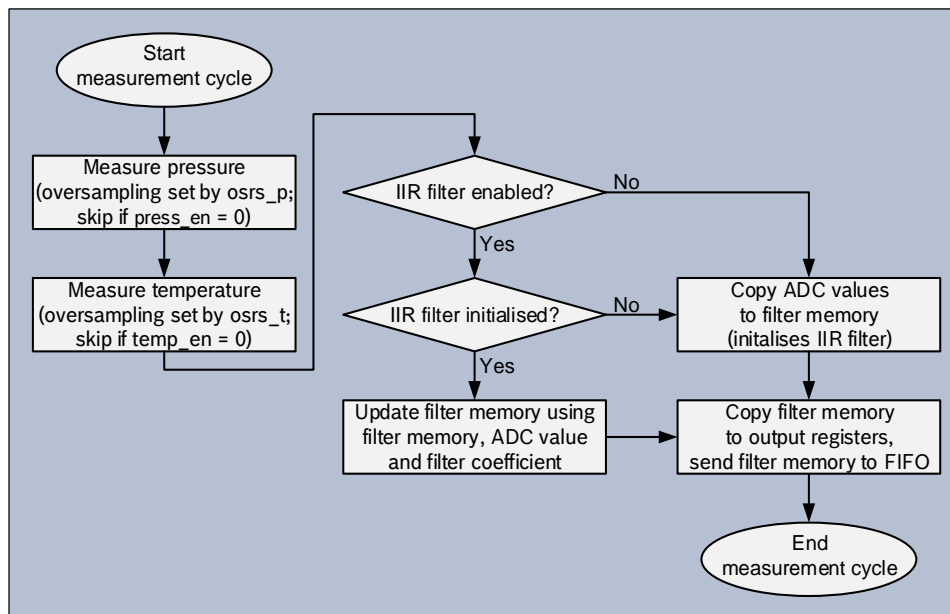 Start
measurement cycle
Measure pressure
(oversampling set by osrs_p;
skip if press_en = 0)
Measure temperature
(oversampling set by osrs_t;
skip if temp_en = 0)
IIR filter enabled?
No
Yes
IIR filter initialised?
No
Yes
Copy ADC values
to filter memory
(initalises IIR filter)
Update filter memory using
filter memory, ADC value
and filter coefficient
Copy filter memory
to output registers,
send filter memory to FIFO
End
measurement cycle